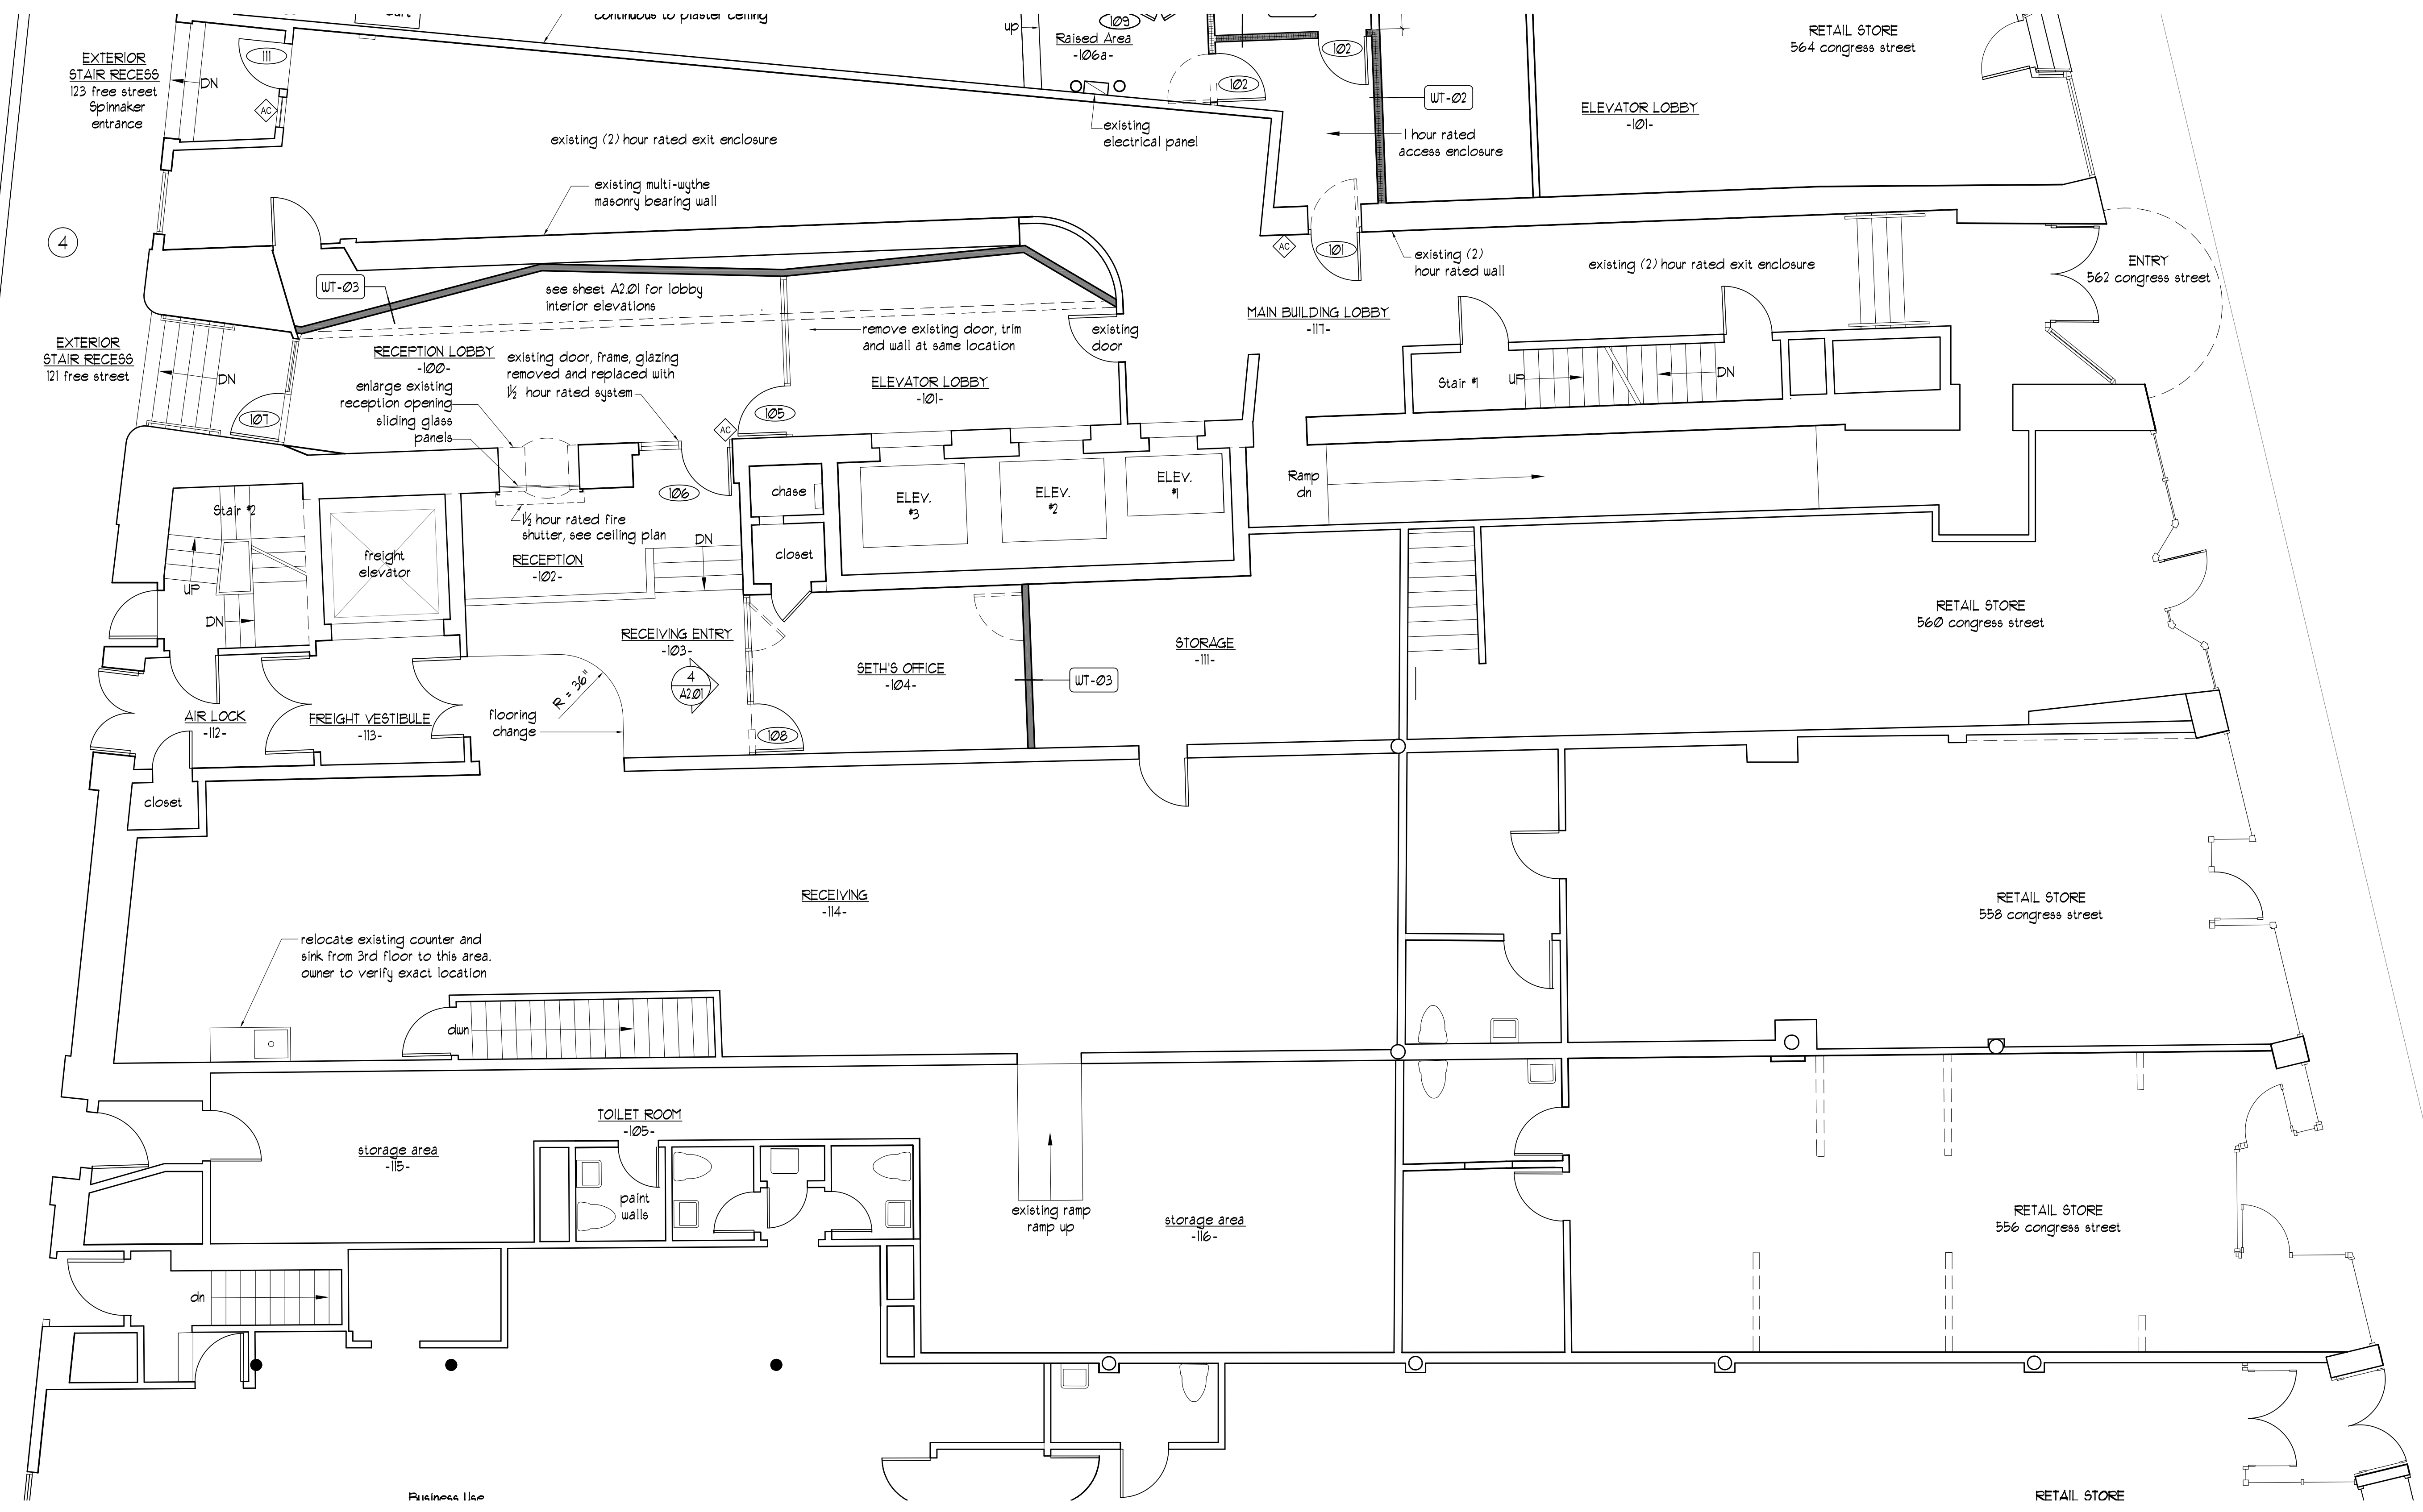 Curt
continuous to plaster ceiling
up
109
Raised Area
-106a-
102
102
RETAIL STORE
564 congress street
EXTERIOR
STAIR RECESS
123 free street
Spinnaker
entrance
DN
111
AC
existing (2) hour rated exit enclosure
existing
electrical panel
WT-02
1 hour rated
access enclosure
ELEVATOR LOBBY
-101-
existing multi-wythe
masonry bearing wall
4
WT-03
see sheet A2.01 for lobby
interior elevations
AC
101
existing (2)
hour rated wall
existing (2) hour rated exit enclosure
ENTRY
562 congress street
MAIN BUILDING LOBBY
-117-
remove existing door, trim
and wall at same location
existing
door
EXTERIOR
STAIR RECESS
121 free street
DN
107
RECEPTION LOBBY
-100-
existing door, frame, glazing
removed and replaced with
1½ hour rated system
enlarge existing
reception opening
sliding glass
panels
ELEVATOR LOBBY
-101-
105
AC
Stair #1
UP
DN
106
chase
ELEV.
#3
ELEV.
#2
ELEV.
#1
Ramp
dn
Stair #2
UP
DN
freight
elevator
1½ hour rated fire
shutter, see ceiling plan
RECEPTION
-102-
DN
closet
RECEIVING ENTRY
-103-
4
A2.01
SETH'S OFFICE
-104-
108
STORAGE
-111-
WT-03
RETAIL STORE
560 congress street
AIR LOCK
-112-
FREIGHT VESTIBULE
-113-
R = 36"
flooring
change
closet
RECEIVING
-114-
RETAIL STORE
558 congress street
relocate existing counter and
sink from 3rd floor to this area.
owner to verify exact location
dwn
TOILET ROOM
-105-
storage area
-115-
paint
walls
existing ramp
ramp up
storage area
-116-
RETAIL STORE
556 congress street
dn
Business Use
RETAIL STORE